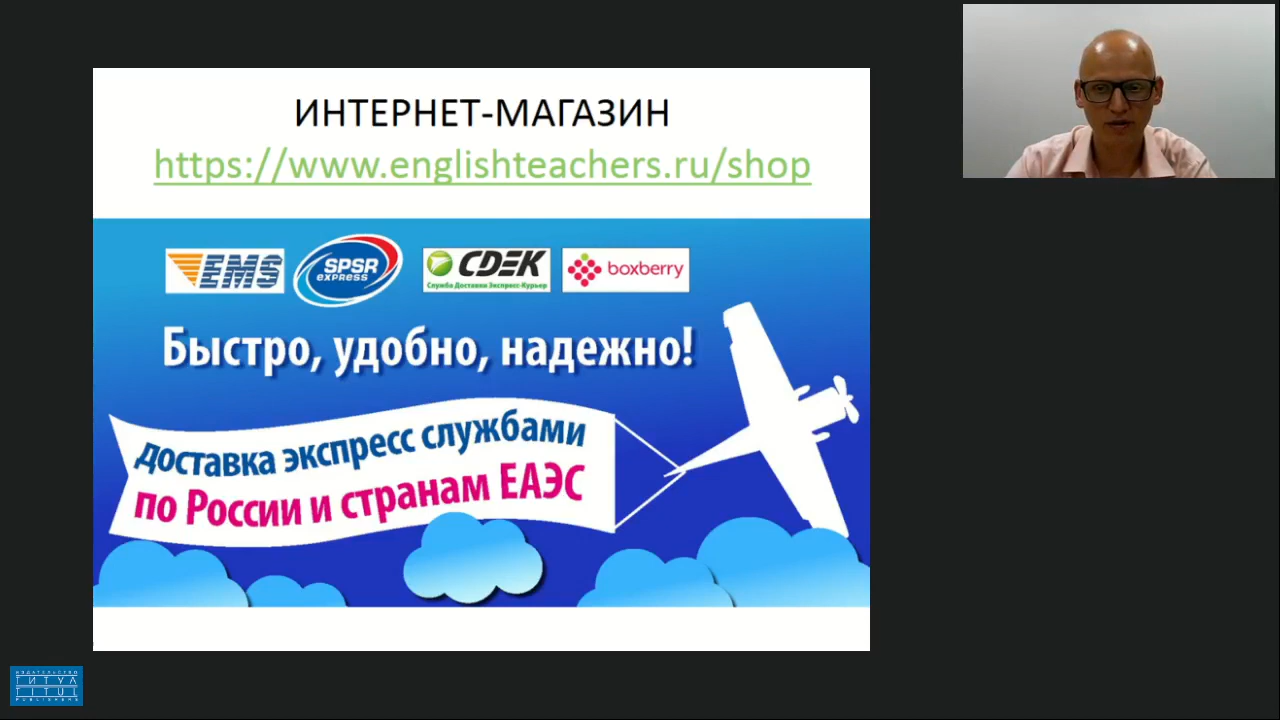 ИНТЕРНЕТ-МАГАЗИН
https://www.englishteachers.ru/shop
EMS
SPSR
EXPRESS
CDEK
Служба Доставки Экспресс-Курьер
boxberry
Быстро, удобно, надежно!
доставка экспресс службами
по России и странам ЕАЭС
ИЗДАТЕЛЬСТВО
ТИТУЛ
TITUL
PUBLISHERS